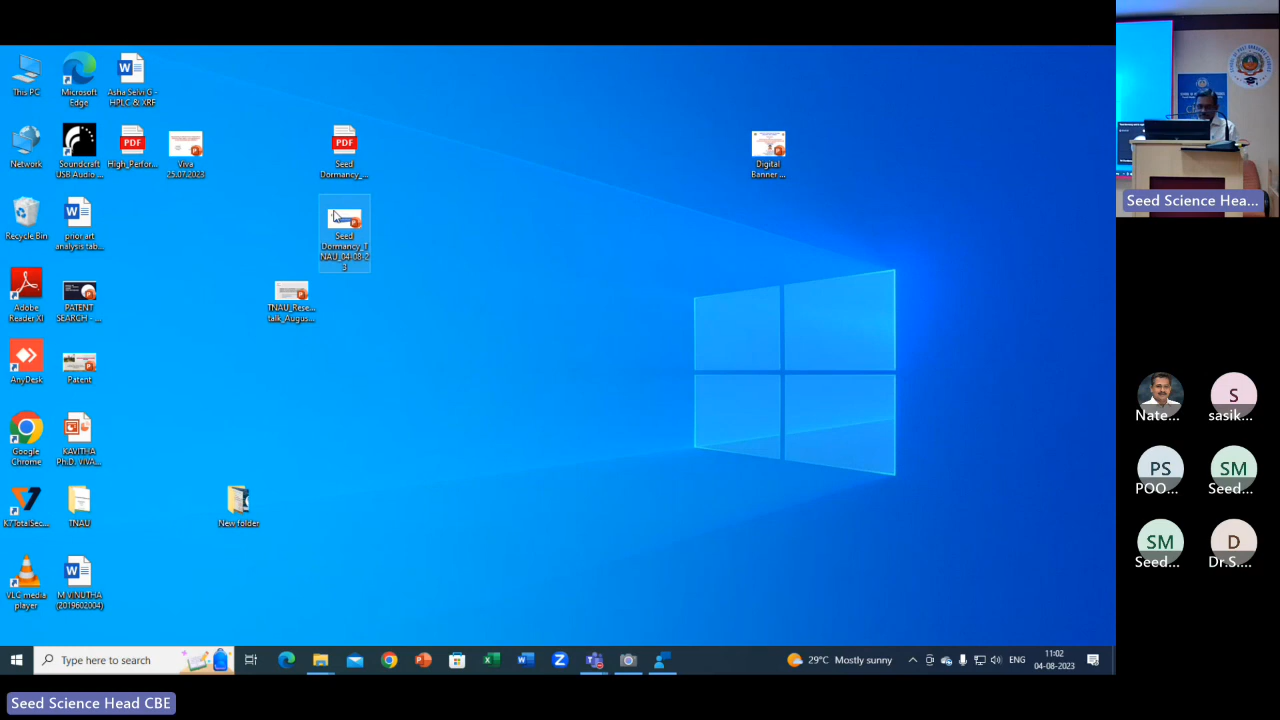 This PC
Microsoft
Edge
Asha Selvi G -
HPLC & XRF
Network
Soundcraft
USB Audio ...
High_Perfor...
Viva
25.07.2023
Seed
Dormancy_...
Digital
Banner ...
Recycle Bin
prior art
analysis tab...
Seed
Dormancy_T
NAU_04-08-2
3
Adobe
Reader XI
PATENT
SEARCH - ...
TNAU_Rese...
talk_Augus...
AnyDesk
Patent
Google
Chrome
KAVITHA
Ph.D. VIVA...
K7TotalSec...
TNAU
New folder
VLC media
player
M.VINUTHA
(2019602004)
Type here to search
29°C Mostly sunny
ENG
11:02
04-08-2023
Seed Science Head CBE
Seed Science Hea...
Nate...
S
sasik...
PS
POO...
SM
Seed...
SM
Seed...
D
Dr.S....